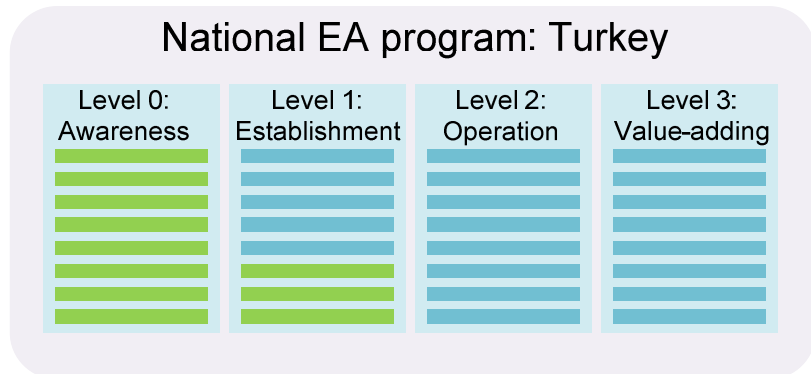 National EA program: Turkey
Level 0:
Awareness
Level 1:
Establishment
Level 2:
Operation
Level 3:
Value-adding